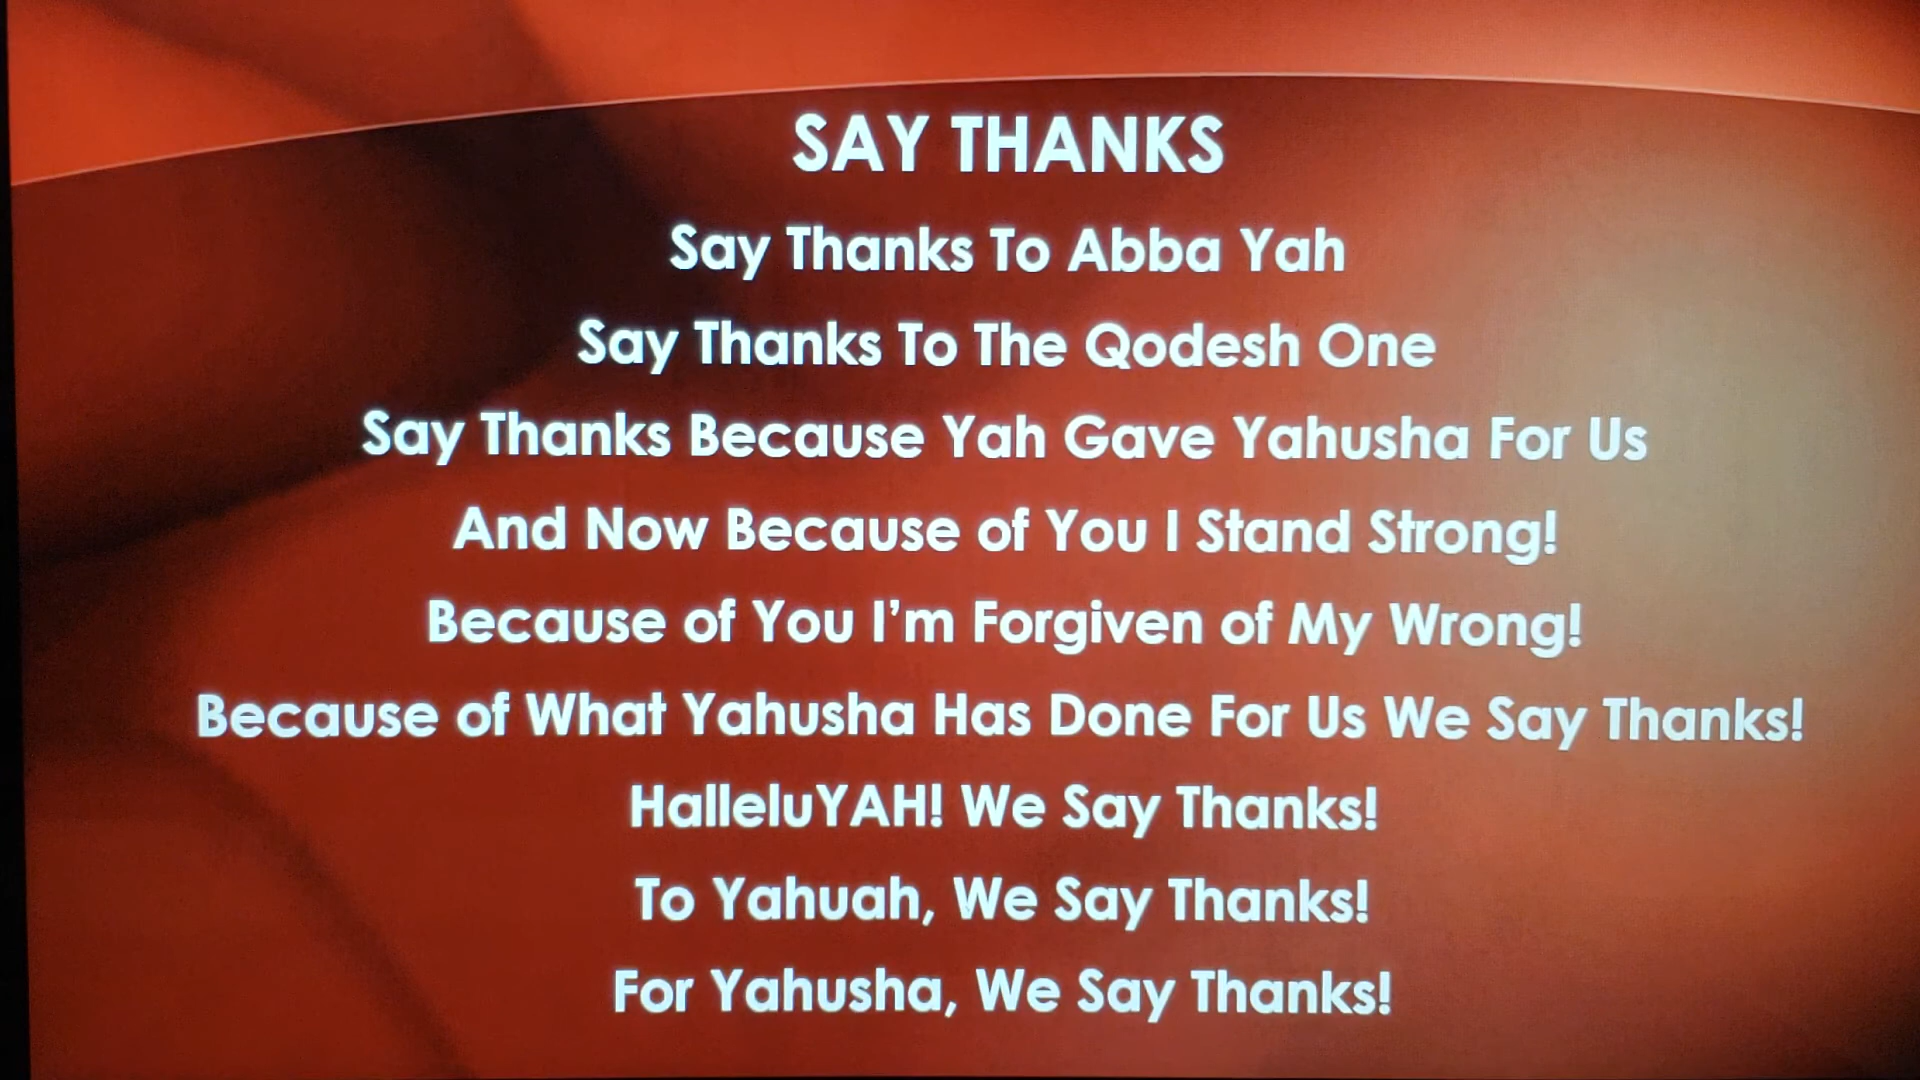 SAY THANKS
Say Thanks To Abba Yah
Say Thanks To The Qodesh One
Say Thanks Because Yah Gave Yahusha For Us
And Now Because of You I Stand Strong!
Because of You I'm Forgiven of My Wrong!
Because of What Yahusha Has Done For Us We Say Thanks!
HalleluYAH! We Say Thanks!
To Yahuah, We Say Thanks!
For Yahusha, We Say Thanks!